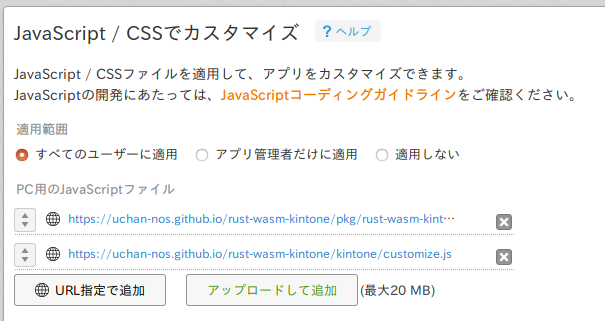 JavaScript / CSSでカスタマイズ ? ヘルプ
JavaScript / CSSファイルを適用して、アプリをカスタマイズできます。
JavaScriptの開発にあたっては、JavaScriptコーディングガイドラインをご確認ください。
適用範囲
すべてのユーザーに適用 アプリ管理者だけに適用 適用しない
PC用のJavaScriptファイル
https://uchan-nos.github.io/rust-wasm-kintone/pkg/rust-wasm-kint…
https://uchan-nos.github.io/rust-wasm-kintone/kintone/customize.js
URL指定で追加 アップロードして追加 (最大20 MB)